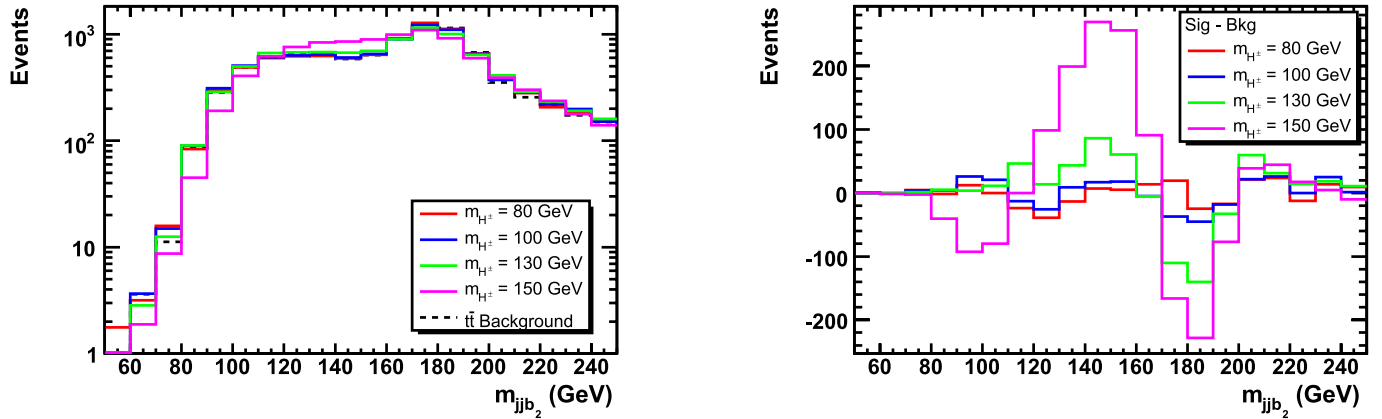 Events
10³
10²
10
1
m_H± = 80 GeV
m_H± = 100 GeV
m_H± = 130 GeV
m_H± = 150 GeV
tt̄ Background
60 80 100 120 140 160 180 200 220 240
m_jjb₂ (GeV)
Events
200
100
0
-100
-200
Sig - Bkg
m_H± = 80 GeV
m_H± = 100 GeV
m_H± = 130 GeV
m_H± = 150 GeV
60 80 100 120 140 160 180 200 220 240
m_jjb₂ (GeV)